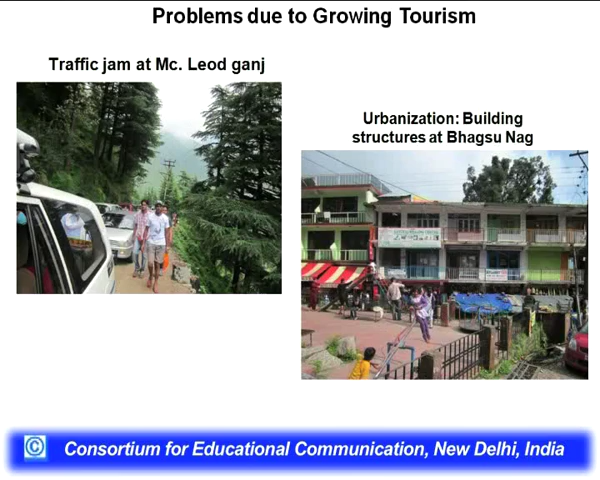 Problems due to Growing Tourism
Traffic jam at Mc. Leod ganj
Urbanization: Building
structures at Bhagsu Nag
© Consortium for Educational Communication, New Delhi, India